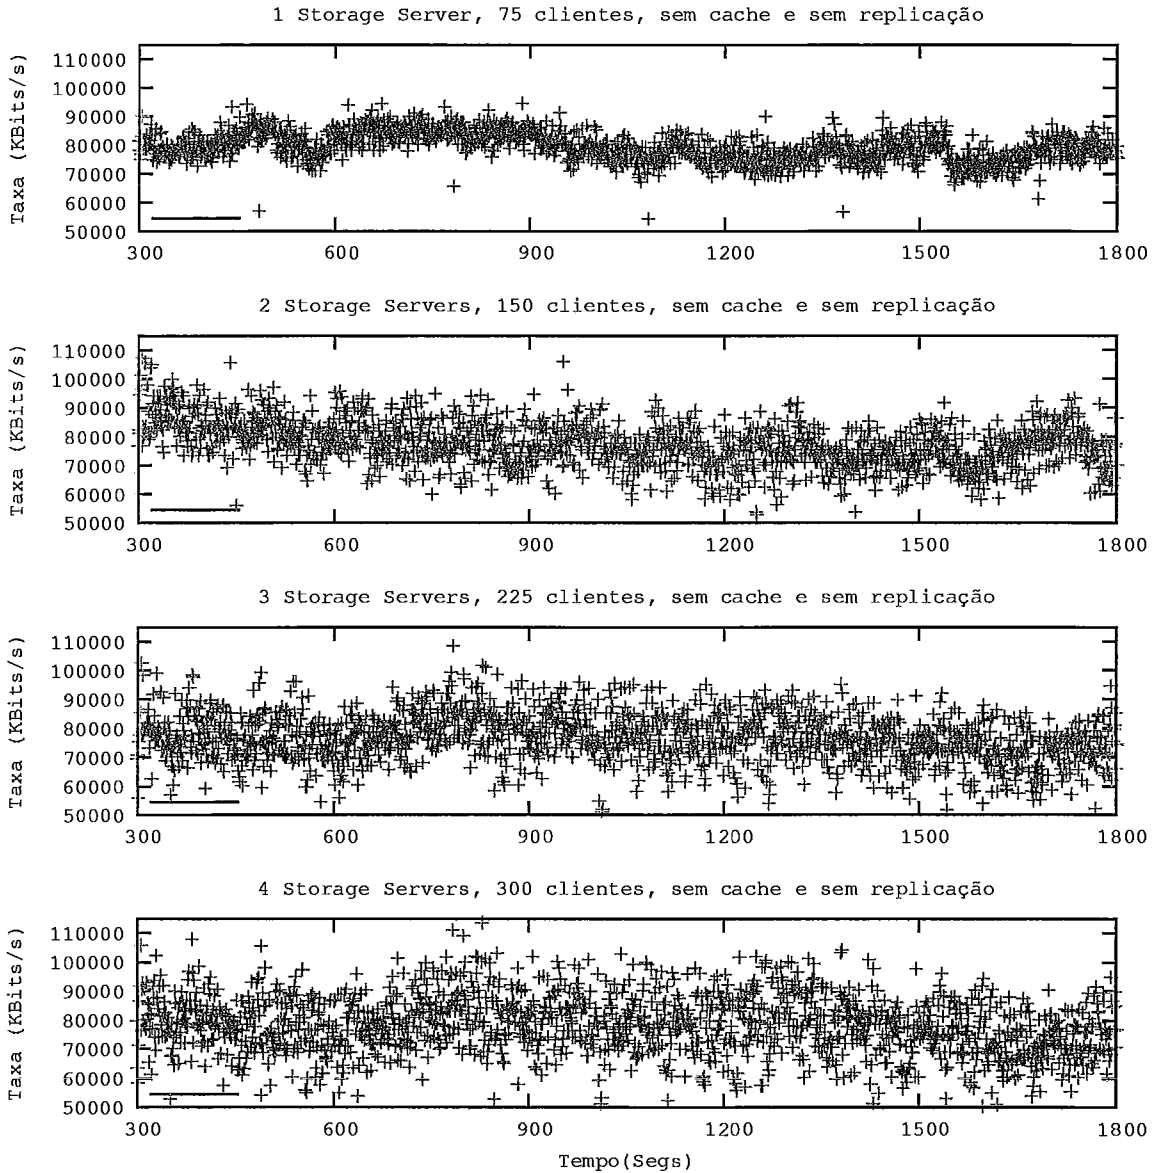 1 Storage Server, 75 clientes, sem cache e sem replicação
110000
100000
90000
80000
70000
60000
50000
Taxa (KBits/s)
300 600 900 1200 1500 1800
2 Storage Servers, 150 clientes, sem cache e sem replicação
110000
100000
90000
80000
70000
60000
50000
Taxa (KBits/s)
300 600 900 1200 1500 1800
3 Storage Servers, 225 clientes, sem cache e sem replicação
110000
100000
90000
80000
70000
60000
50000
Taxa (KBits/s)
300 600 900 1200 1500 1800
4 Storage Servers, 300 clientes, sem cache e sem replicação
110000
100000
90000
80000
70000
60000
50000
Taxa (KBits/s)
300 600 900 1200 1500 1800
Tempo(Segs)